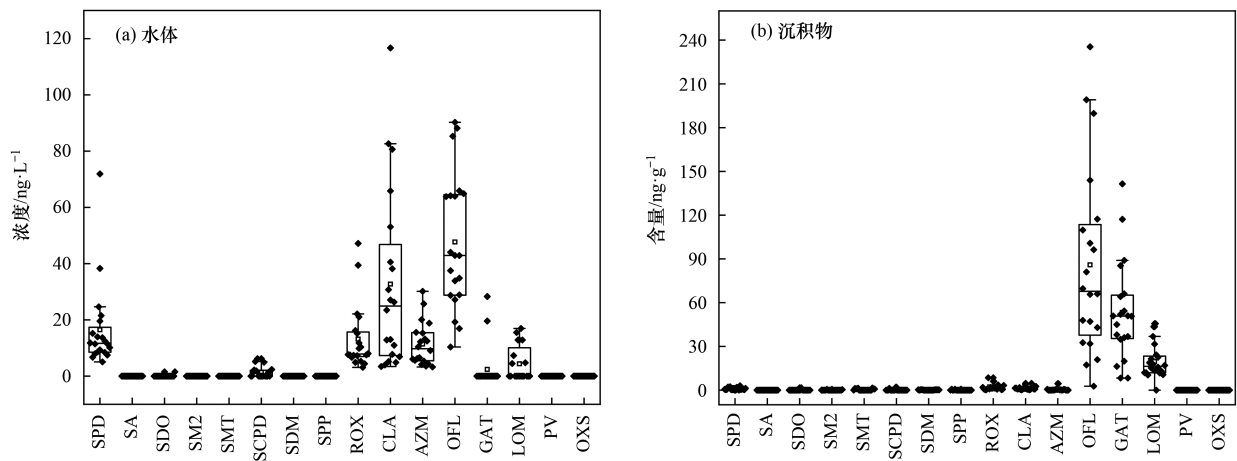 (a) 水体
浓度/ng·L⁻¹
120
100
80
60
40
20
0
SPD SA SDO SM2 SMT SCPD SDM SPP ROX CLA AZM OFL GAT LOM PV OXS
(b) 沉积物
含量/ng·g⁻¹
240
210
180
150
120
90
60
30
0
SPD SA SDO SM2 SMT SCPD SDM SPP ROX CLA AZM OFL GAT LOM PV OXS